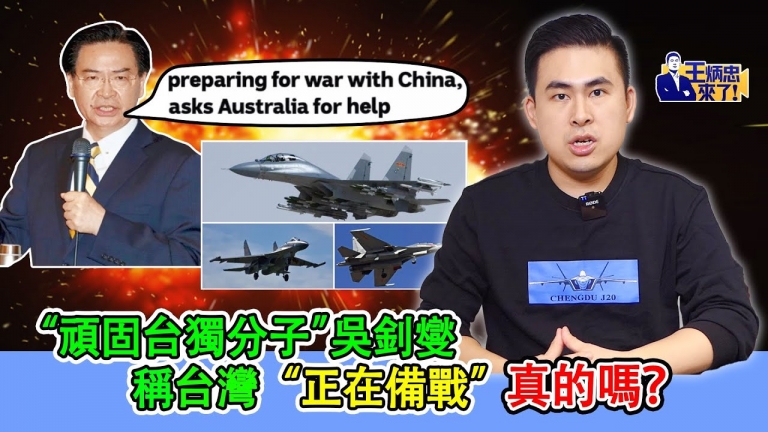 preparing for war with China,
asks Australia for help
王炳忠
來了!
BOYA
CHENGDU J20
“頑固台獨分子”吳釗燮
稱台灣“正在備戰”真的嗎?